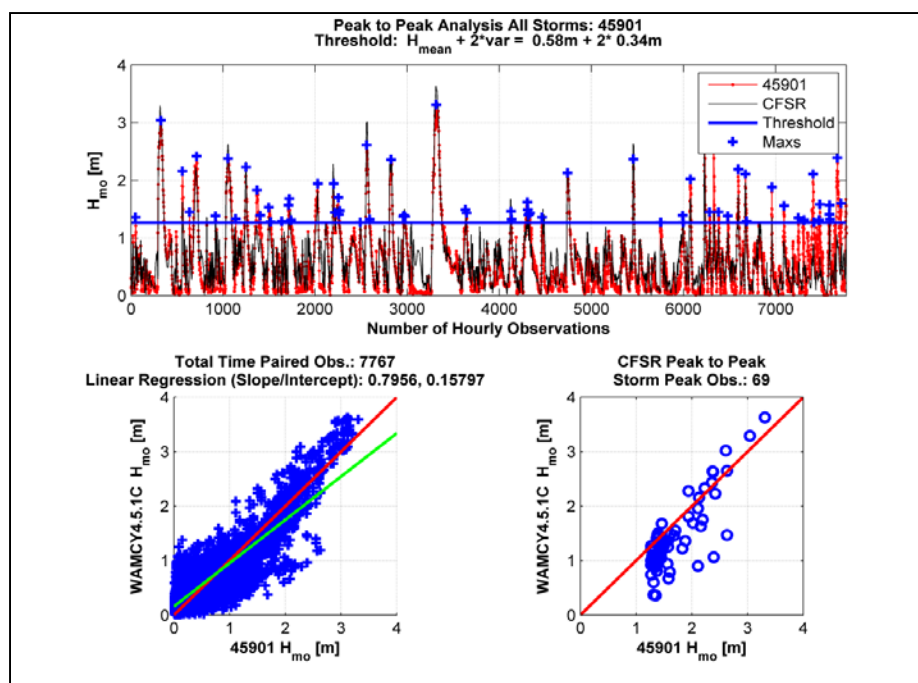 Peak to Peak Analysis All Storms: 45901
Threshold: H_mean + 2*var = 0.58m + 2* 0.34m
4
3
2
1
0
H_mo [m]
45901
CFSR
Threshold
Maxs
0 1000 2000 3000 4000 5000 6000 7000
Number of Hourly Observations
Total Time Paired Obs.: 7767
Linear Regression (Slope/Intercept): 0.7956, 0.15797
4
3
2
1
0
WAMCY4.5.1C H_mo [m]
0 1 2 3 4
45901 H_mo [m]
CFSR Peak to Peak
Storm Peak Obs.: 69
4
3
2
1
0
WAMCY4.5.1C H_mo [m]
0 1 2 3 4
45901 H_mo [m]